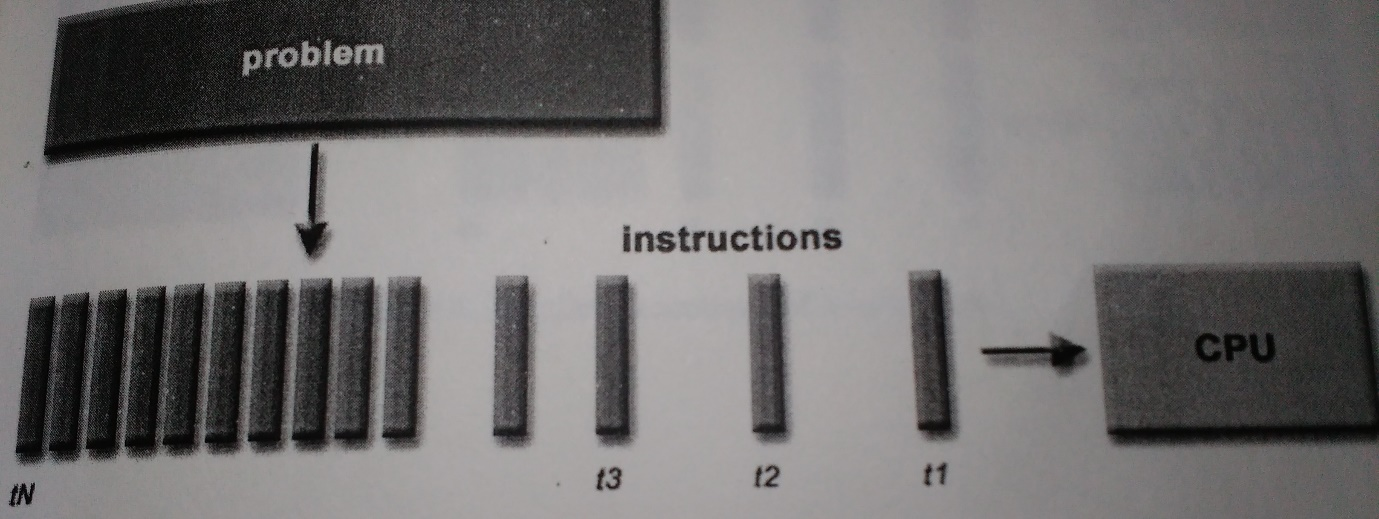 problem
instructions
CPU
tN
t3
t2
t1